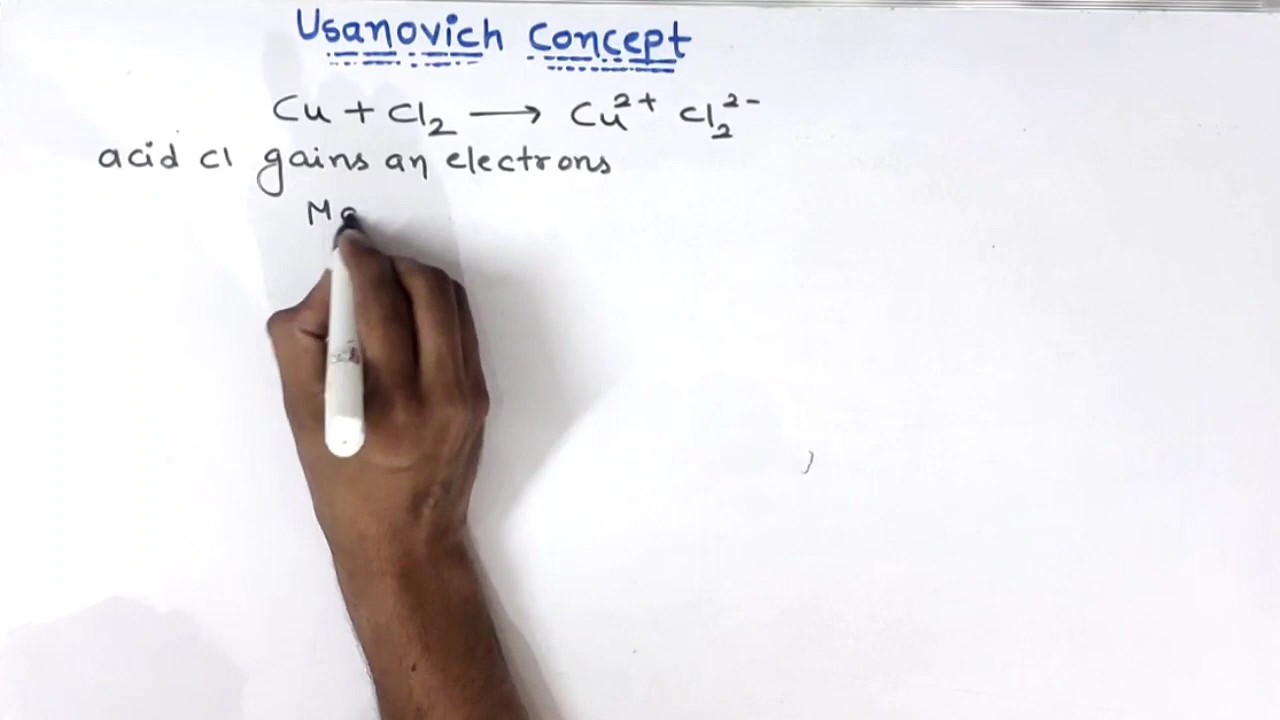 Usanovich Concept
Cu + Cl₂ ⟶ Cu²⁺ Cl₂²⁻
acid cl gains an electrons